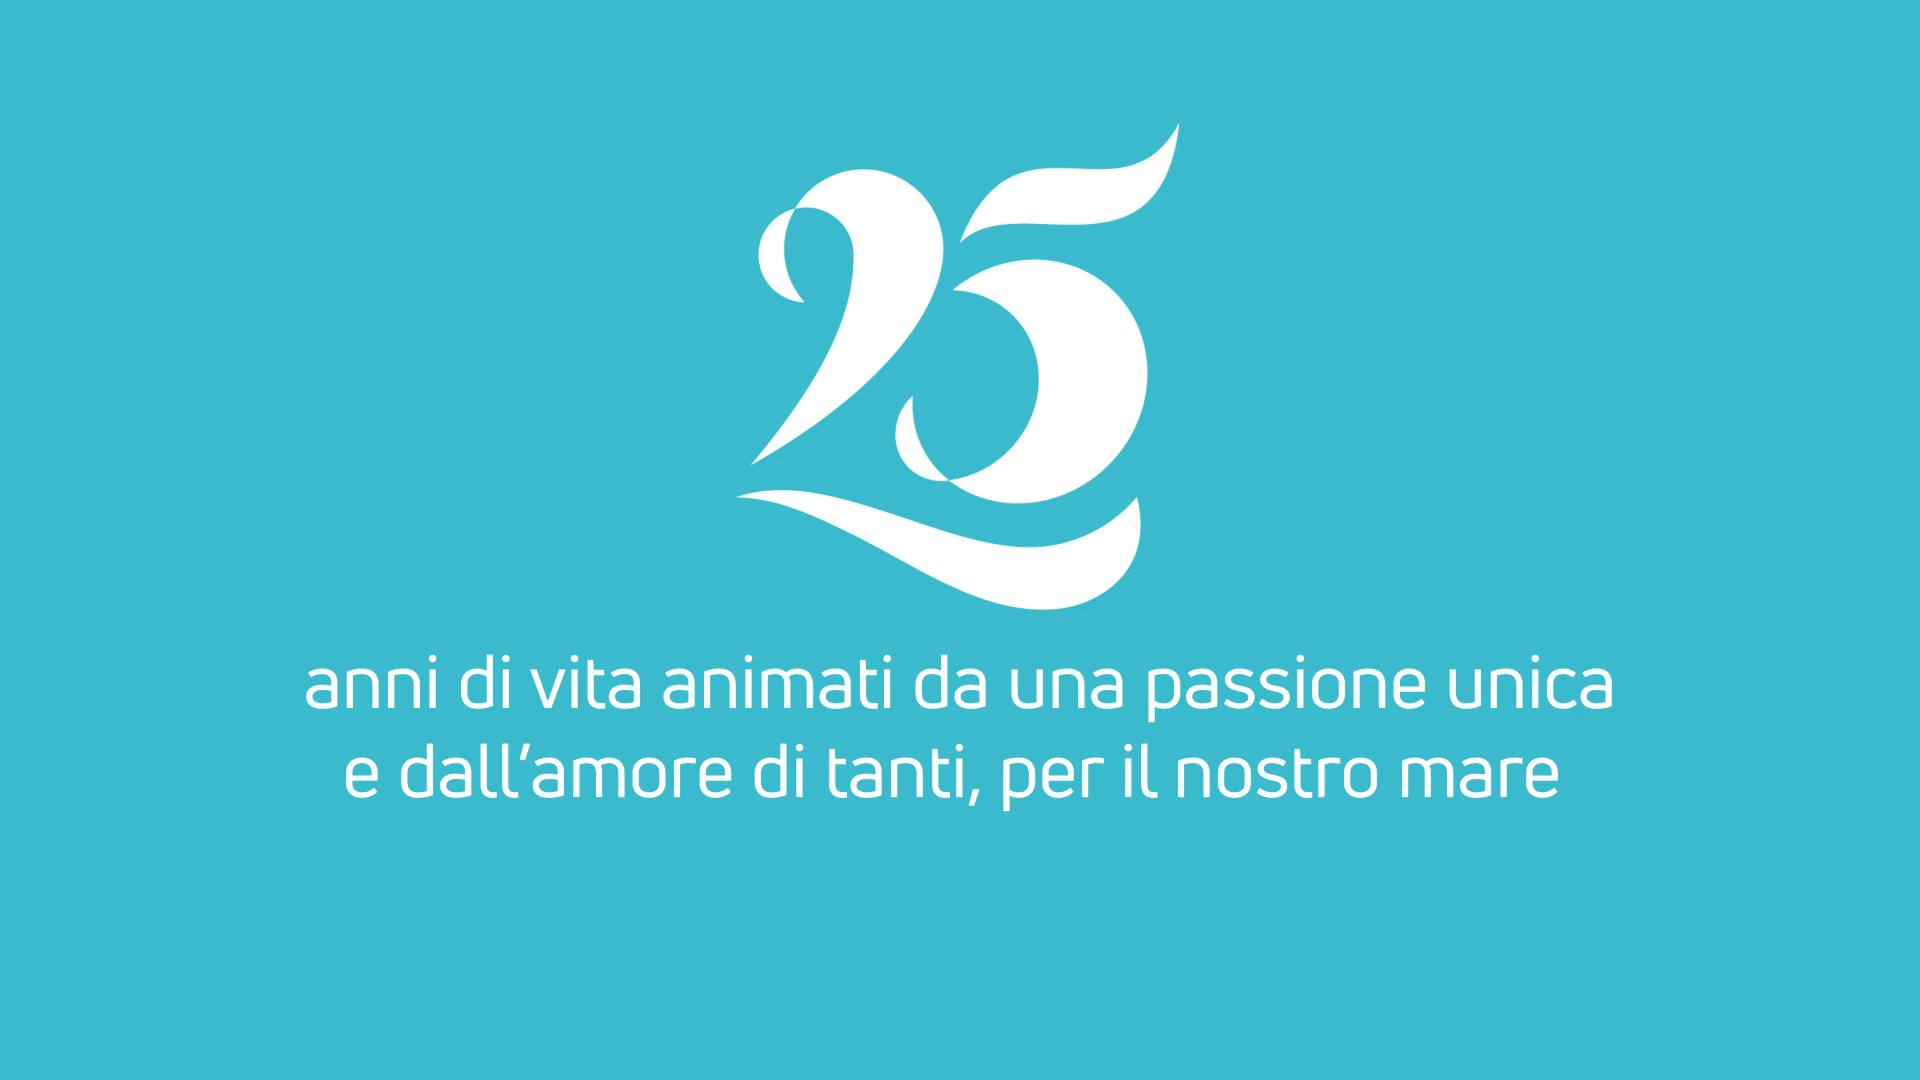 25
anni di vita animati da una passione unica
e dall’amore di tanti, per il nostro mare